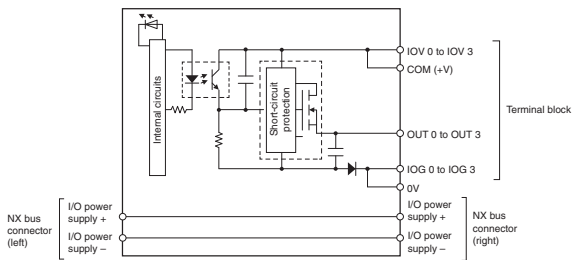 IOV 0 to IOV 3
COM (+V)
Internal circuits
Short-circuit
protection
Terminal block
OUT 0 to OUT 3
IOG 0 to IOG 3
0V
NX bus
connector
(left)
I/O power
supply +
I/O power
supply –
I/O power
supply +
I/O power
supply –
NX bus
connector
(right)